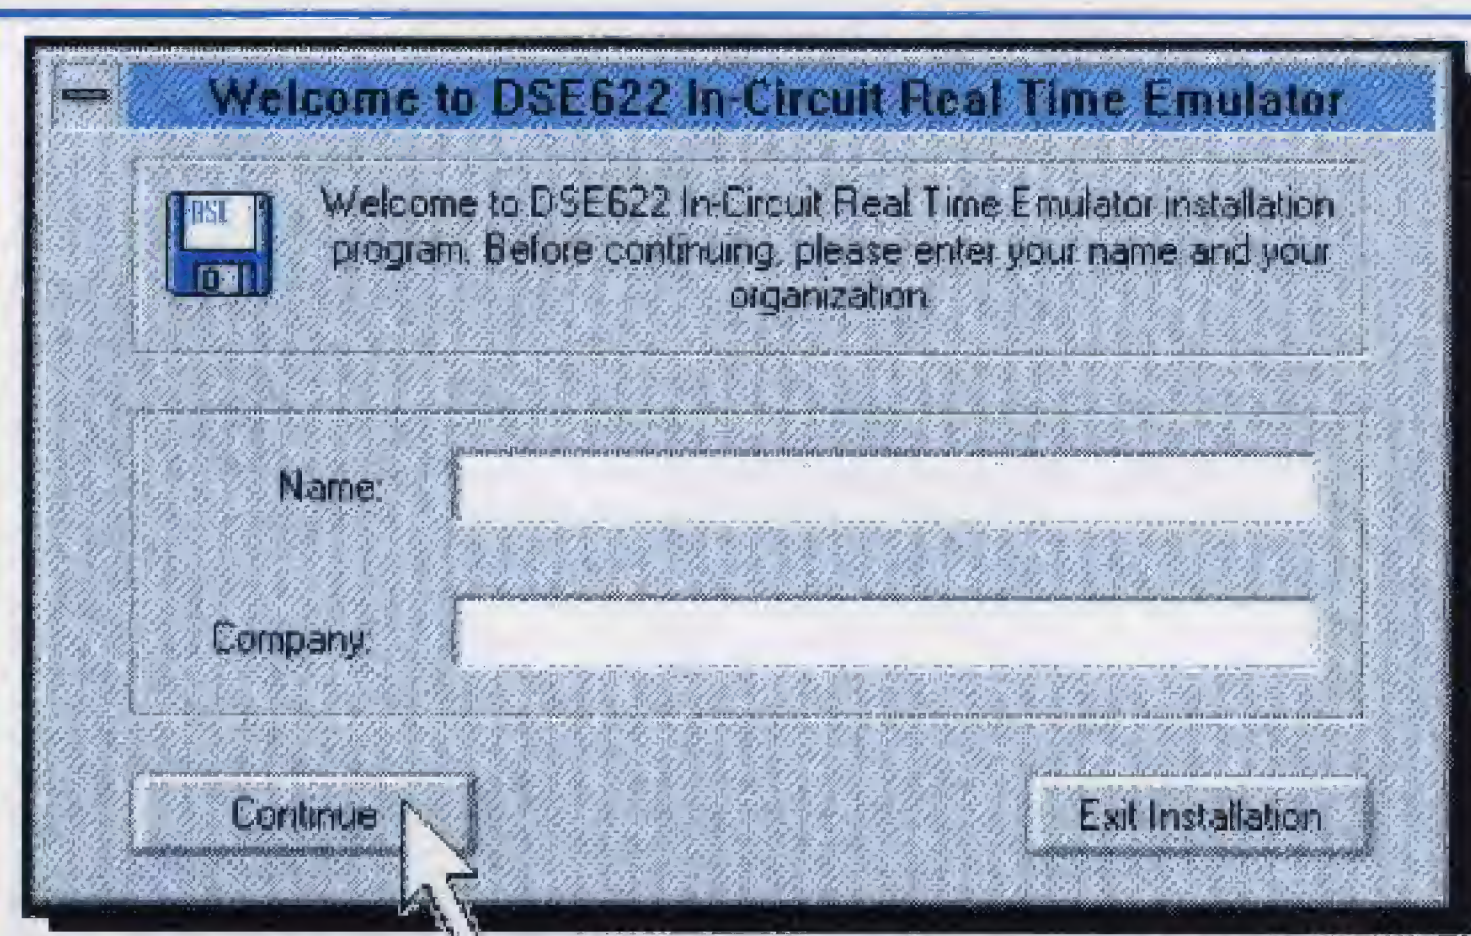 Welcome to DSE622 In-Circuit Real Time Emulator
Welcome to DSE622 In-Circuit Real Time Emulator installation
program. Before continuing, please enter your name and your
organization.
Name:
Company:
Continue
Exit Installation